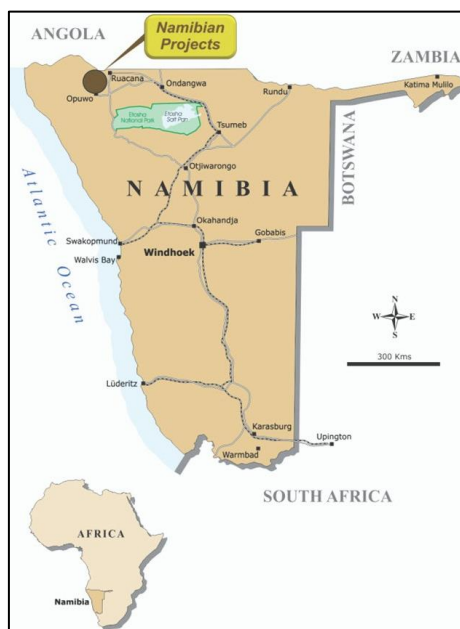 ANGOLA
Namibian
Projects
ZAMBIA
Ruacana
Ondangwa
Opuwo
Rundu
Katima Mulilo
Etosha
National Park
Etosha
Salt Pan
Tsumeb
BOTSWANA
Otjiwarongo
NAMIBIA
Atlantic Ocean
Okahandja
Swakopmund
Gobabis
Windhoek
Walvis Bay
N
W
E
S
300 Kms
Lüderitz
Karasburg
Upington
Warmbad
SOUTH AFRICA
AFRICA
Namibia